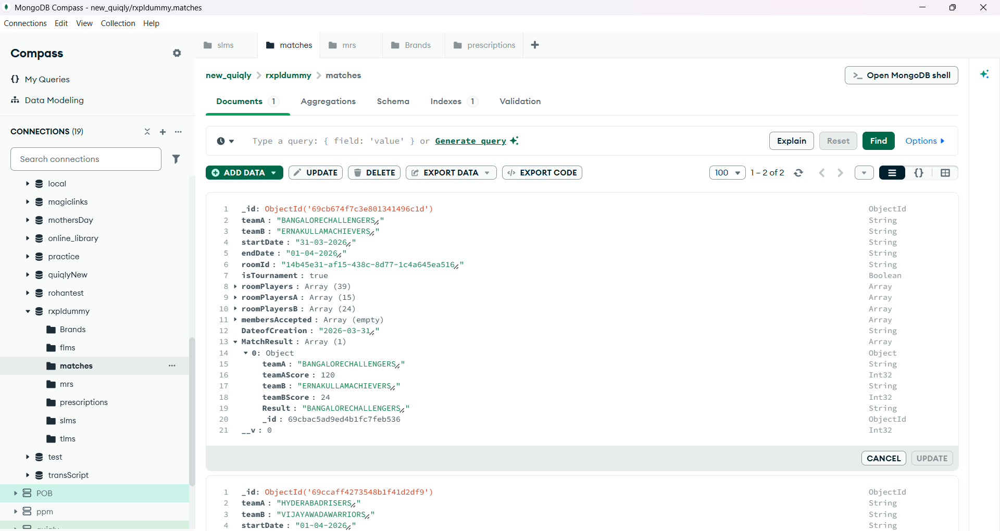 MongoDB Compass - new_quiqly/rxpldummy.matches
Connections Edit View Collection Help
Compass
My Queries
Data Modeling
CONNECTIONS (19)
Search connections
local
magiclinks
mothersDay
online_library
practice
quiqlyNew
rohantest
rxpldummy
Brands
flms
matches
mrs
prescriptions
slms
tlms
test
transScript
POB
ppm
slms matches mrs Brands prescriptions
new_quiqly > rxpldummy > matches
>_ Open MongoDB shell
Documents 1 Aggregations Schema Indexes 1 Validation
Type a query: { field: 'value' } or Generate query
Explain Reset Find Options
ADD DATA UPDATE DELETE EXPORT DATA EXPORT CODE
100 1 – 2 of 2
1 _id: ObjectId('69cb674f7c3e801341496c1d') ObjectId
2 teamA : "BANGALORECHALLENGERS" String
3 teamB : "ERNAKULLAMACHIEVERS" String
4 startDate : "31-03-2026" String
5 endDate : "01-04-2026" String
6 roomId : "14b45e31-af15-438c-8d77-1c4a645ea516" String
7 isTournament : true Boolean
8 roomPlayers : Array (39) Array
9 roomPlayersA : Array (15) Array
10 roomPlayersB : Array (24) Array
11 membersAccepted : Array (empty) Array
12 DateofCreation : "2026-03-31" String
13 MatchResult : Array (1) Array
14 0: Object Object
15 teamA : "BANGALORECHALLENGERS" String
16 teamAScore : 120 Int32
17 teamB : "ERNAKULLAMACHIEVERS" String
18 teamBScore : 24 Int32
19 Result : "BANGALORECHALLENGERS" String
20 _id : 69cbac5ad9ed4b1fc7feb536 ObjectId
21 __v : 0 Int32
CANCEL UPDATE
1 _id: ObjectId('69ccaff4273548b1f41d2df9') ObjectId
2 teamA : "HYDERABADRISERS" String
3 teamB : "VIJAYAWADAWARRIORS" String
4 startDate : "01-04-2026" String